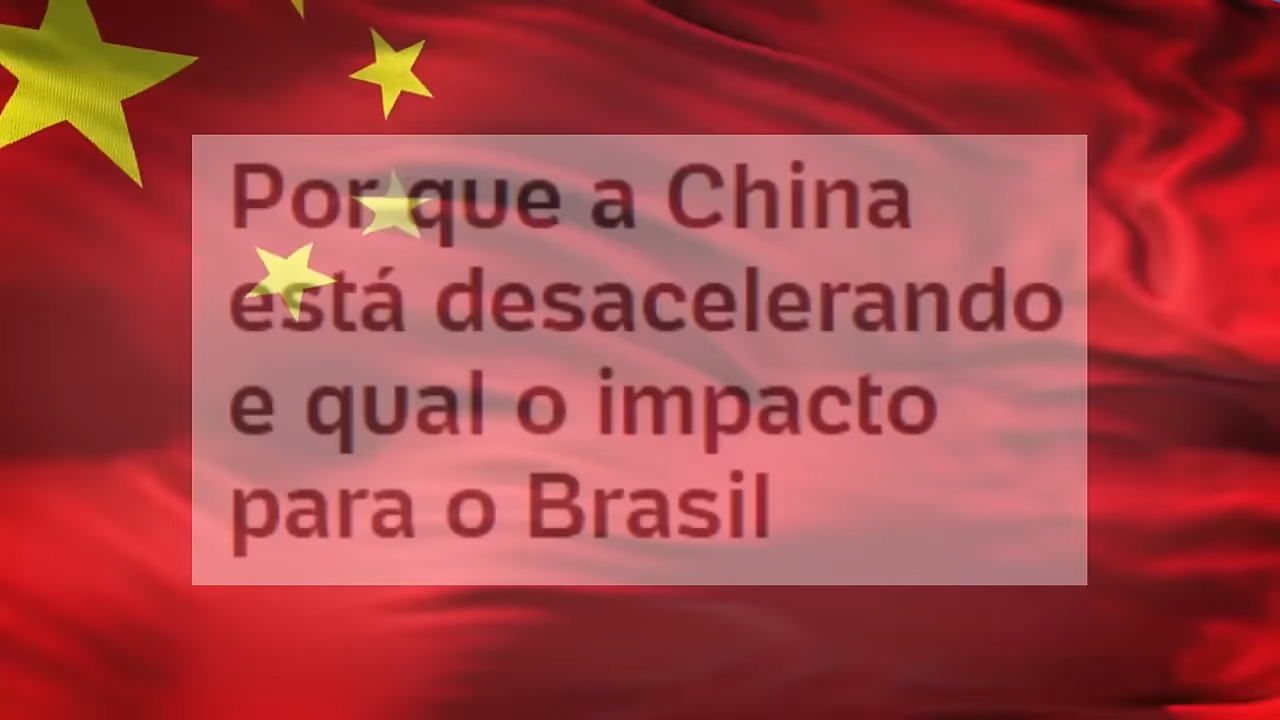 Por que a China
está desacelerando
e qual o impacto
para o Brasil